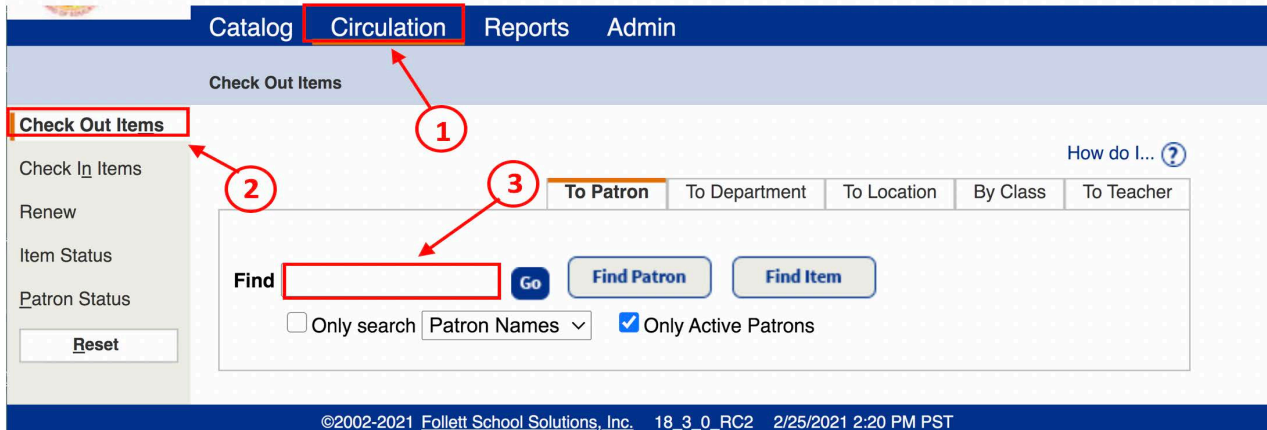 Catalog Circulation Reports Admin
Check Out Items
Check Out Items
Check In Items
Renew
Item Status
Patron Status
Reset
1
2
3
How do I... ?
To Patron To Department To Location By Class To Teacher
Find Go Find Patron Find Item
Only search Patron Names Only Active Patrons
©2002-2021 Follett School Solutions, Inc. 18_3_0_RC2 2/25/2021 2:20 PM PST